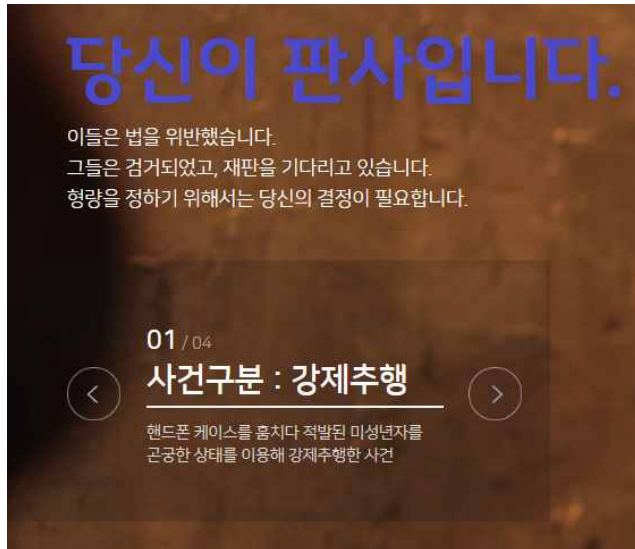 당신이 판사입니다.
이들은 법을 위반했습니다.
그들은 검거되었고, 재판을 기다리고 있습니다.
형량을 정하기 위해서는 당신의 결정이 필요합니다.
01 / 04
사건구분 : 강제추행
핸드폰 케이스를 훔치다 적발된 미성년자를
곤궁한 상태를 이용해 강제추행한 사건